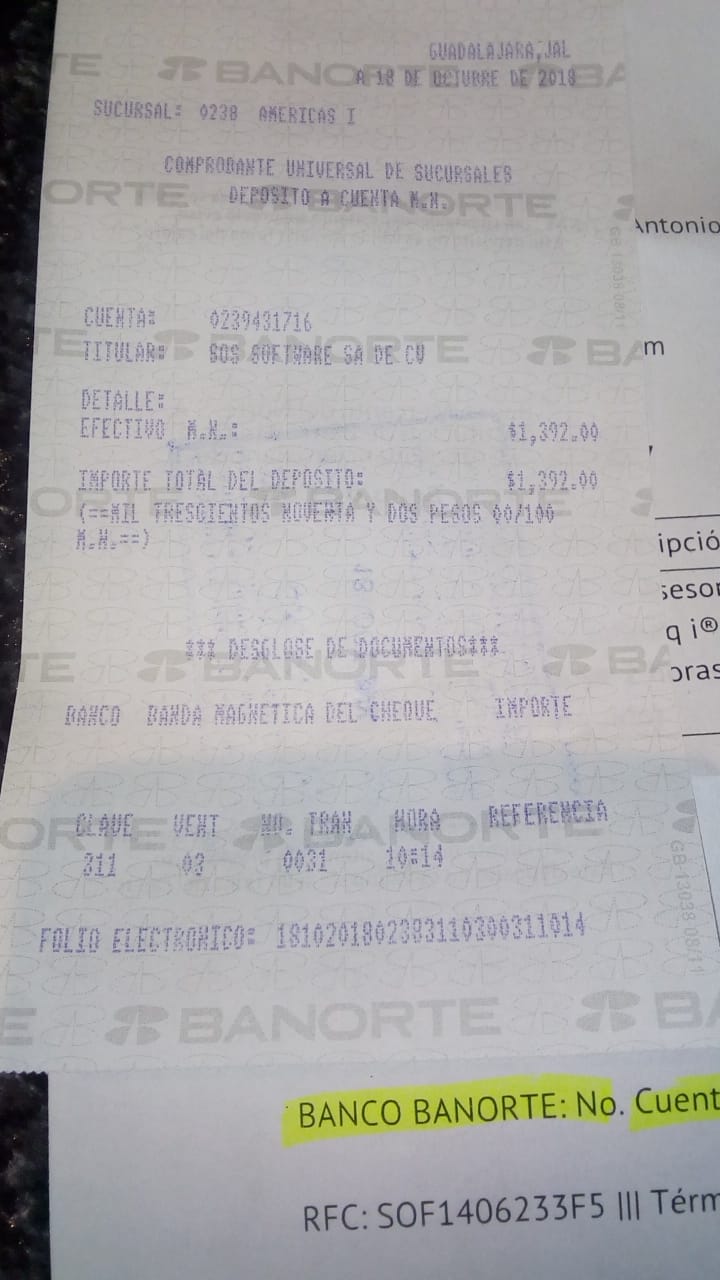 GUADALAJARA,JAL
A 18 DE OCTUBRE DE 2018
SUCURSAL: 0238 AMERICAS I
COMPROBANTE UNIVERSAL DE SUCURSALES
DEPOSITO A CUENTA M.N.
CUENTA: 0239431716
TITULAR: SOS SOFTWARE SA DE CV
DETALLE:
EFECTIVO M.N.: $1,392.00
IMPORTE TOTAL DEL DEPOSITO: $1,392.00
(==MIL TRESCIENTOS NOVENTA Y DOS PESOS 00/100
M.N.==)
*** DESGLOSE DE DOCUMENTOS***
BANCO BANDA MAGNETICA DEL CHEQUE IMPORTE
CLAVE VENT NO. TRAN HORA REFERENCIA
311 03 0031 10:14
FOLIO ELECTRONICO: 1810201802383110300311014
BANORTE
GB 13038 08/11
Antonio
m
,
ipció
sesor
q i®
oras
BANCO BANORTE: No. Cuent
RFC: SOF1406233F5 III Térm